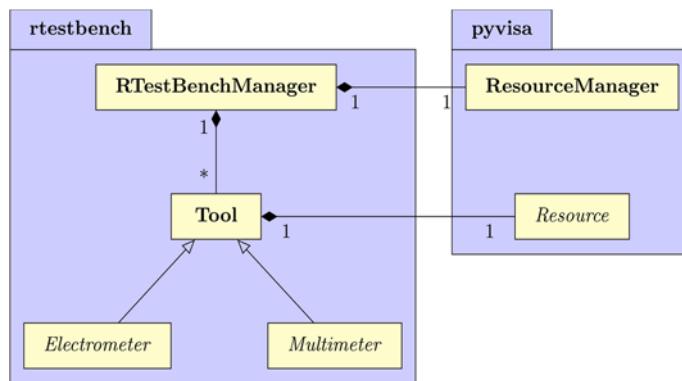 rtestbench
pyvisa
RTestBenchManager
ResourceManager
1
1
1
*
Tool
Resource
1
1
Electrometer
Multimeter